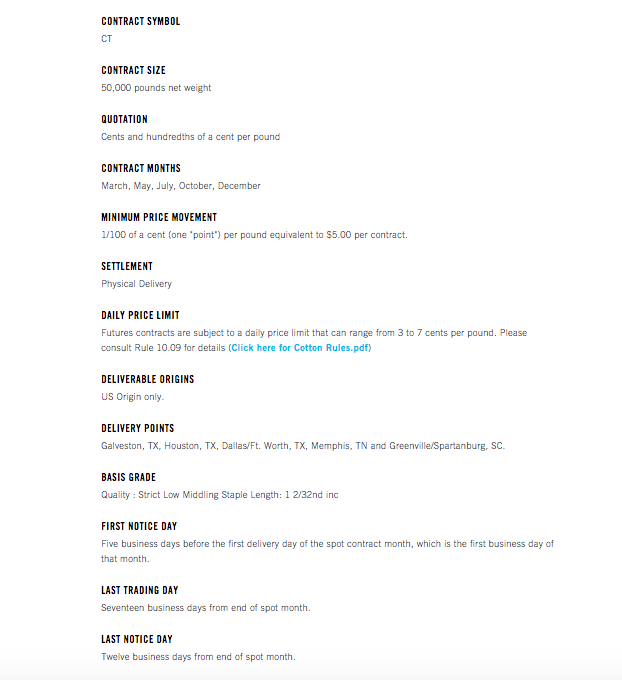 CONTRACT SYMBOL
CT
CONTRACT SIZE
50,000 pounds net weight
QUOTATION
Cents and hundredths of a cent per pound
CONTRACT MONTHS
March, May, July, October, December
MINIMUM PRICE MOVEMENT
1/100 of a cent (one "point") per pound equivalent to $5.00 per contract.
SETTLEMENT
Physical Delivery
DAILY PRICE LIMIT
Futures contracts are subject to a daily price limit that can range from 3 to 7 cents per pound. Please
consult Rule 10.09 for details (Click here for Cotton Rules.pdf)
DELIVERABLE ORIGINS
US Origin only.
DELIVERY POINTS
Galveston, TX, Houston, TX, Dallas/Ft. Worth, TX, Memphis, TN and Greenville/Spartanburg, SC.
BASIS GRADE
Quality : Strict Low Middling Staple Length: 1 2/32nd inc
FIRST NOTICE DAY
Five business days before the first delivery day of the spot contract month, which is the first business day of
that month.
LAST TRADING DAY
Seventeen business days from end of spot month.
LAST NOTICE DAY
Twelve business days from end of spot month.